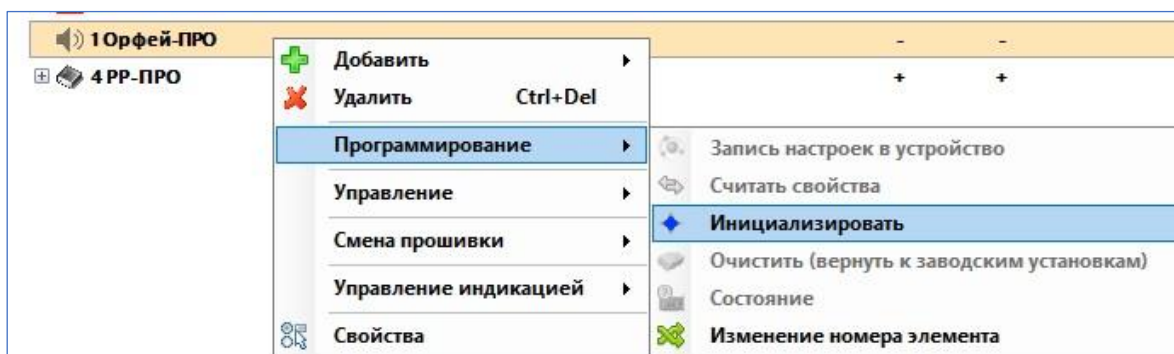 1 Орфей-ПРО - -
4 РР-ПРО + +
Добавить
Удалить Ctrl+Del
Программирование
Управление
Смена прошивки
Управление индикацией
Свойства
Запись настроек в устройство
Считать свойства
Инициализировать
Очистить (вернуть к заводским установкам)
Состояние
Изменение номера элемента